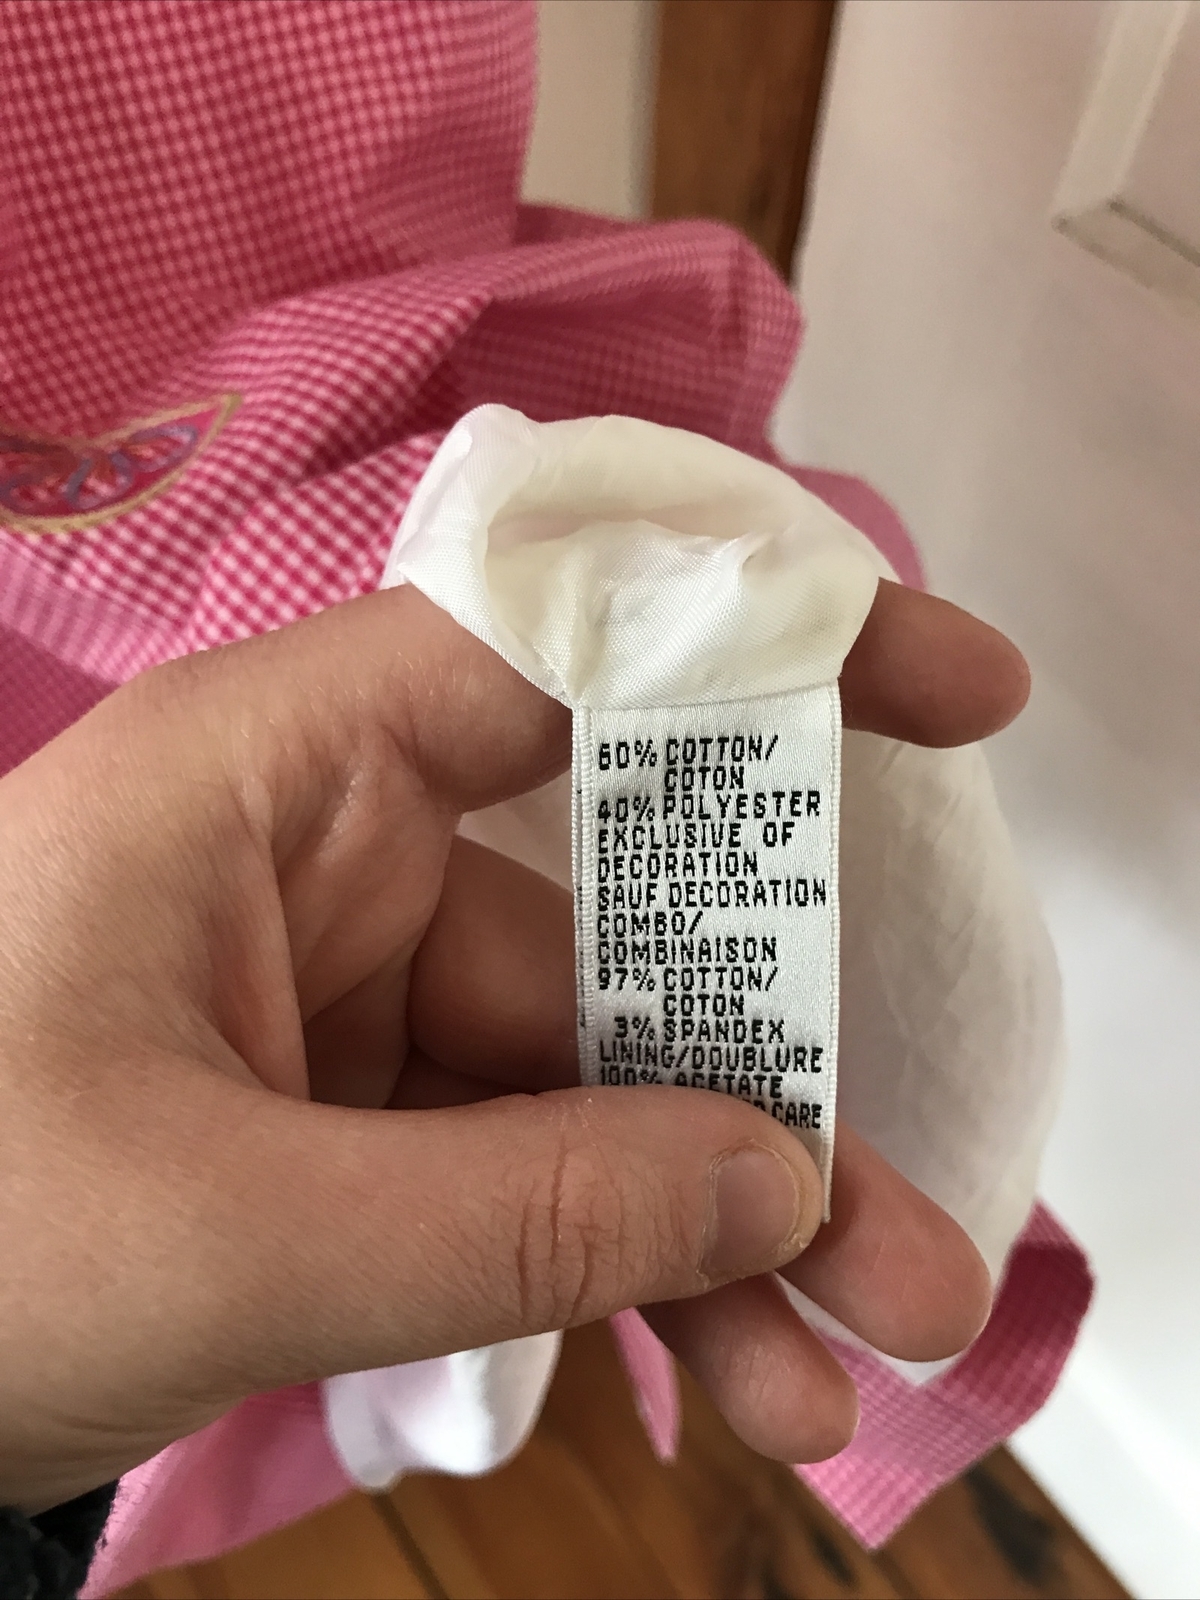 60% COTTON/
COTON
40% POLYESTER
EXCLUSIVE OF
DECORATION
SAUF DECORATION
COMBO/
COMBINAISON
97% COTTON/
COTON
3% SPANDEX
LINING/DOUBLURE
100% ACETATE
CARE